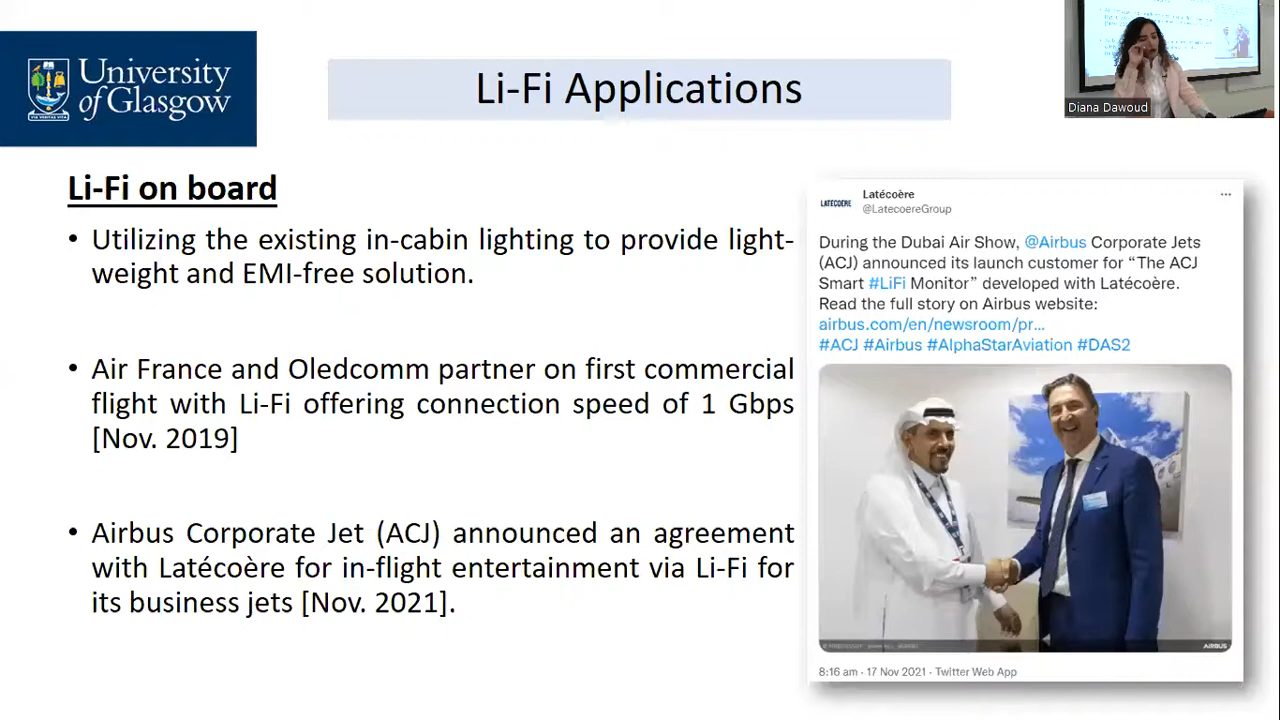 University
of Glasgow
Li-Fi Applications
Diana Dawoud
Li-Fi on board
• Utilizing the existing in-cabin lighting to provide light-
weight and EMI-free solution.
• Air France and Oledcomm partner on first commercial
flight with Li-Fi offering connection speed of 1 Gbps
[Nov. 2019]
• Airbus Corporate Jet (ACJ) announced an agreement
with Latécoère for in-flight entertainment via Li-Fi for
its business jets [Nov. 2021].
LATÉCOÈRE
Latécoère
@LatecoereGroup
During the Dubai Air Show, @Airbus Corporate Jets
(ACJ) announced its launch customer for “The ACJ
Smart #LiFi Monitor” developed with Latécoère.
Read the full story on Airbus website:
airbus.com/en/newsroom/pr...
#ACJ #Airbus #AlphaStarAviation #DAS2
AIRBUS
8:16 am · 17 Nov 2021 · Twitter Web App